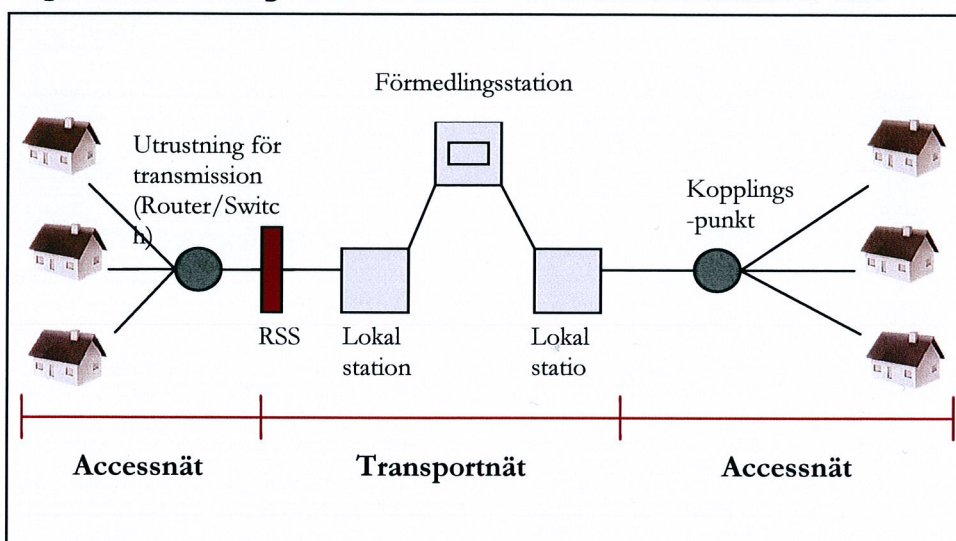 Förmedlingsstation
Utrustning för
transmission
(Router/Switc
h)
Kopplings
-punkt
RSS
Lokal
station
Lokal
statio
Accessnät
Transportnät
Accessnät